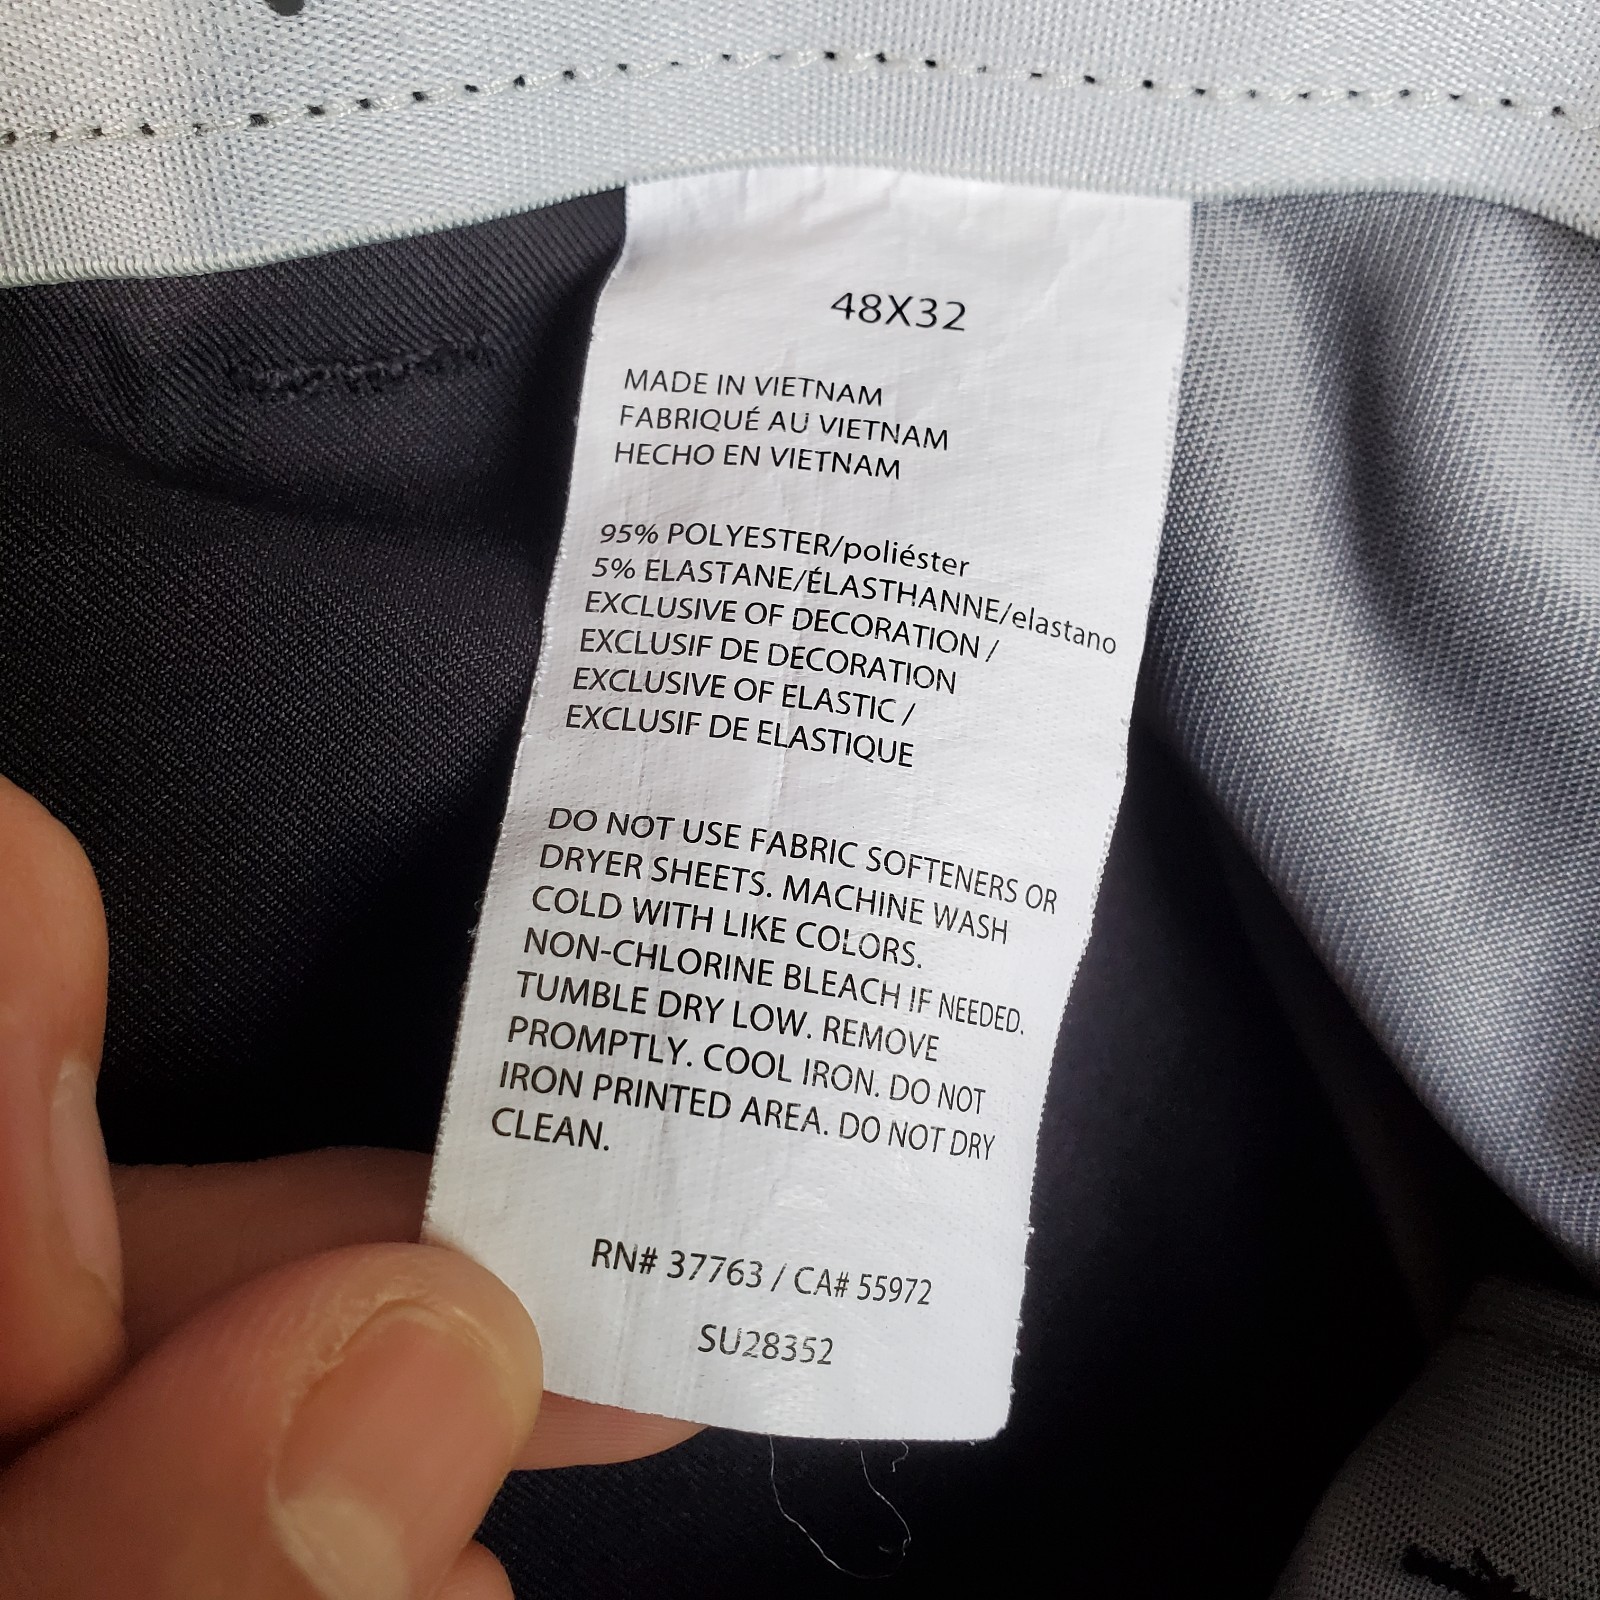 48X32
MADE IN VIETNAM
FABRIQUÉ AU VIETNAM
HECHO EN VIETNAM
95% POLYESTER/poliéster
5% ELASTANE/ÉLASTHANNE/elastano
EXCLUSIVE OF DECORATION /
EXCLUSIF DE DECORATION
EXCLUSIVE OF ELASTIC /
EXCLUSIF DE ELASTIQUE
DO NOT USE FABRIC SOFTENERS OR
DRYER SHEETS. MACHINE WASH
COLD WITH LIKE COLORS.
NON-CHLORINE BLEACH IF NEEDED.
TUMBLE DRY LOW. REMOVE
PROMPTLY. COOL IRON. DO NOT
IRON PRINTED AREA. DO NOT DRY
CLEAN.
RN# 37763 / CA# 55972
SU28352